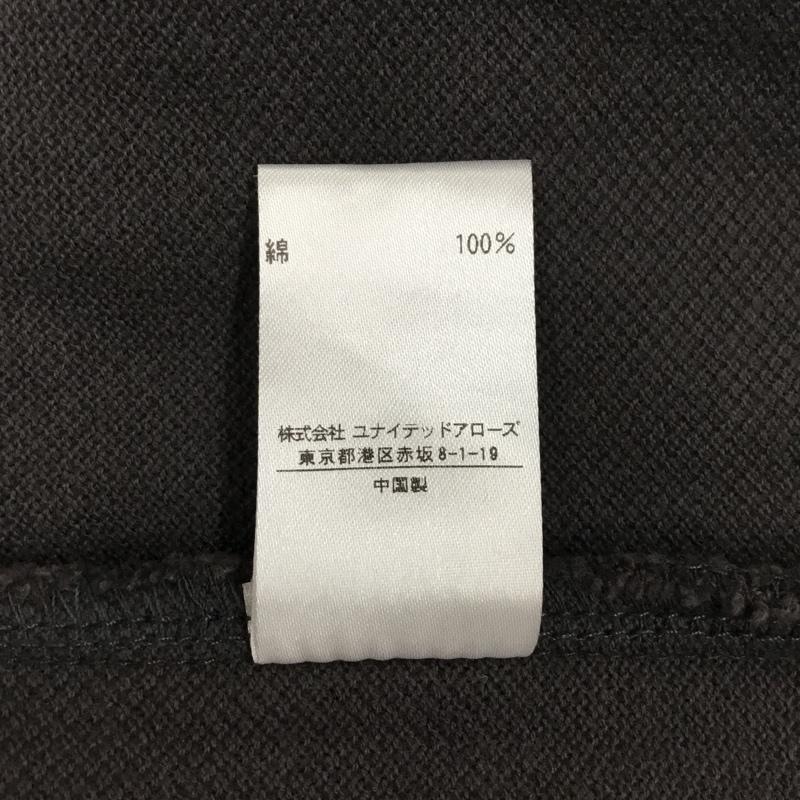 綿 100%
株式会社 ユナイテッドアローズ
東京都港区赤坂8-1-19
中国製